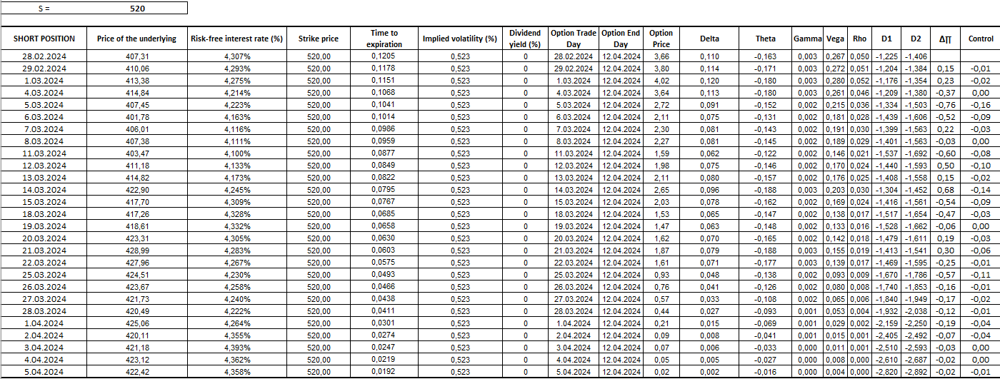 S = 520
SHORT POSITION Price of the underlying Risk-free interest rate (%) Strike price Time to expiration Implied volatility (%) Dividend yield (%) Option Trade Day Option End Day Option Price Delta Theta Gamma Vega Rho D1 D2 Δ∏ Control
28.02.2024 407,31 4,307% 520,00 0,1205 0,523 0 28.02.2024 12.04.2024 3,66 0,110 -0,163 0,003 0,267 0,050 -1,225 -1,406
29.02.2024 410,06 4,293% 520,00 0,1178 0,523 0 29.02.2024 12.04.2024 3,80 0,114 -0,171 0,003 0,272 0,051 -1,204 -1,384 0,15 -0,01
1.03.2024 413,38 4,275% 520,00 0,1151 0,523 0 1.03.2024 12.04.2024 4,02 0,120 -0,180 0,003 0,280 0,052 -1,176 -1,354 0,23 -0,02
4.03.2024 414,84 4,214% 520,00 0,1068 0,523 0 4.03.2024 12.04.2024 3,64 0,113 -0,180 0,003 0,261 0,046 -1,209 -1,380 -0,37 0,00
5.03.2024 407,45 4,223% 520,00 0,1041 0,523 0 5.03.2024 12.04.2024 2,72 0,091 -0,152 0,002 0,215 0,036 -1,334 -1,503 -0,76 -0,16
6.03.2024 401,78 4,163% 520,00 0,1014 0,523 0 6.03.2024 12.04.2024 2,11 0,075 -0,131 0,002 0,181 0,028 -1,439 -1,606 -0,52 -0,09
7.03.2024 406,01 4,116% 520,00 0,0986 0,523 0 7.03.2024 12.04.2024 2,30 0,081 -0,143 0,002 0,191 0,030 -1,399 -1,563 0,22 -0,03
8.03.2024 407,38 4,111% 520,00 0,0959 0,523 0 8.03.2024 12.04.2024 2,27 0,081 -0,145 0,002 0,189 0,029 -1,401 -1,563 -0,03 0,00
11.03.2024 403,47 4,100% 520,00 0,0877 0,523 0 11.03.2024 12.04.2024 1,59 0,062 -0,122 0,002 0,146 0,021 -1,537 -1,692 -0,60 -0,08
12.03.2024 411,18 4,133% 520,00 0,0849 0,523 0 12.03.2024 12.04.2024 1,98 0,075 -0,146 0,002 0,170 0,024 -1,440 -1,593 0,50 -0,10
13.03.2024 414,82 4,173% 520,00 0,0822 0,523 0 13.03.2024 12.04.2024 2,11 0,080 -0,157 0,002 0,176 0,025 -1,408 -1,558 0,15 -0,02
14.03.2024 422,90 4,245% 520,00 0,0795 0,523 0 14.03.2024 12.04.2024 2,65 0,096 -0,188 0,003 0,203 0,030 -1,304 -1,452 0,68 -0,14
15.03.2024 417,70 4,309% 520,00 0,0767 0,523 0 15.03.2024 12.04.2024 2,03 0,078 -0,162 0,002 0,169 0,024 -1,416 -1,561 -0,54 -0,09
18.03.2024 417,26 4,328% 520,00 0,0685 0,523 0 18.03.2024 12.04.2024 1,53 0,065 -0,147 0,002 0,138 0,017 -1,517 -1,654 -0,47 -0,03
19.03.2024 418,61 4,332% 520,00 0,0658 0,523 0 19.03.2024 12.04.2024 1,47 0,063 -0,148 0,002 0,133 0,016 -1,528 -1,662 -0,06 0,00
20.03.2024 423,31 4,305% 520,00 0,0630 0,523 0 20.03.2024 12.04.2024 1,62 0,070 -0,165 0,002 0,142 0,018 -1,479 -1,611 0,19 -0,03
21.03.2024 428,99 4,283% 520,00 0,0603 0,523 0 21.03.2024 12.04.2024 1,87 0,079 -0,188 0,003 0,155 0,019 -1,413 -1,541 0,30 -0,06
22.03.2024 427,96 4,267% 520,00 0,0575 0,523 0 22.03.2024 12.04.2024 1,61 0,071 -0,177 0,003 0,139 0,017 -1,469 -1,595 -0,25 -0,01
25.03.2024 424,51 4,230% 520,00 0,0493 0,523 0 25.03.2024 12.04.2024 0,93 0,048 -0,138 0,002 0,093 0,009 -1,670 -1,786 -0,57 -0,11
26.03.2024 423,67 4,258% 520,00 0,0466 0,523 0 26.03.2024 12.04.2024 0,76 0,041 -0,126 0,002 0,080 0,008 -1,740 -1,853 -0,16 -0,01
27.03.2024 421,73 4,240% 520,00 0,0438 0,523 0 27.03.2024 12.04.2024 0,57 0,033 -0,108 0,002 0,065 0,006 -1,840 -1,949 -0,17 -0,02
28.03.2024 420,49 4,222% 520,00 0,0411 0,523 0 28.03.2024 12.04.2024 0,44 0,027 -0,093 0,001 0,053 0,004 -1,932 -2,038 -0,12 -0,01
1.04.2024 425,06 4,264% 520,00 0,0301 0,523 0 1.04.2024 12.04.2024 0,21 0,015 -0,069 0,001 0,029 0,002 -2,159 -2,250 -0,19 -0,04
2.04.2024 420,11 4,355% 520,00 0,0274 0,523 0 2.04.2024 12.04.2024 0,09 0,008 -0,041 0,001 0,015 0,001 -2,405 -2,492 -0,07 -0,04
3.04.2024 421,18 4,393% 520,00 0,0247 0,523 0 3.04.2024 12.04.2024 0,07 0,006 -0,033 0,000 0,011 0,001 -2,510 -2,593 -0,03 0,00
4.04.2024 423,12 4,362% 520,00 0,0219 0,523 0 4.04.2024 12.04.2024 0,05 0,005 -0,027 0,000 0,008 0,000 -2,610 -2,687 -0,02 0,00
5.04.2024 422,42 4,358% 520,00 0,0192 0,523 0 5.04.2024 12.04.2024 0,02 0,002 -0,016 0,000 0,004 0,000 -2,820 -2,892 -0,02 -0,01